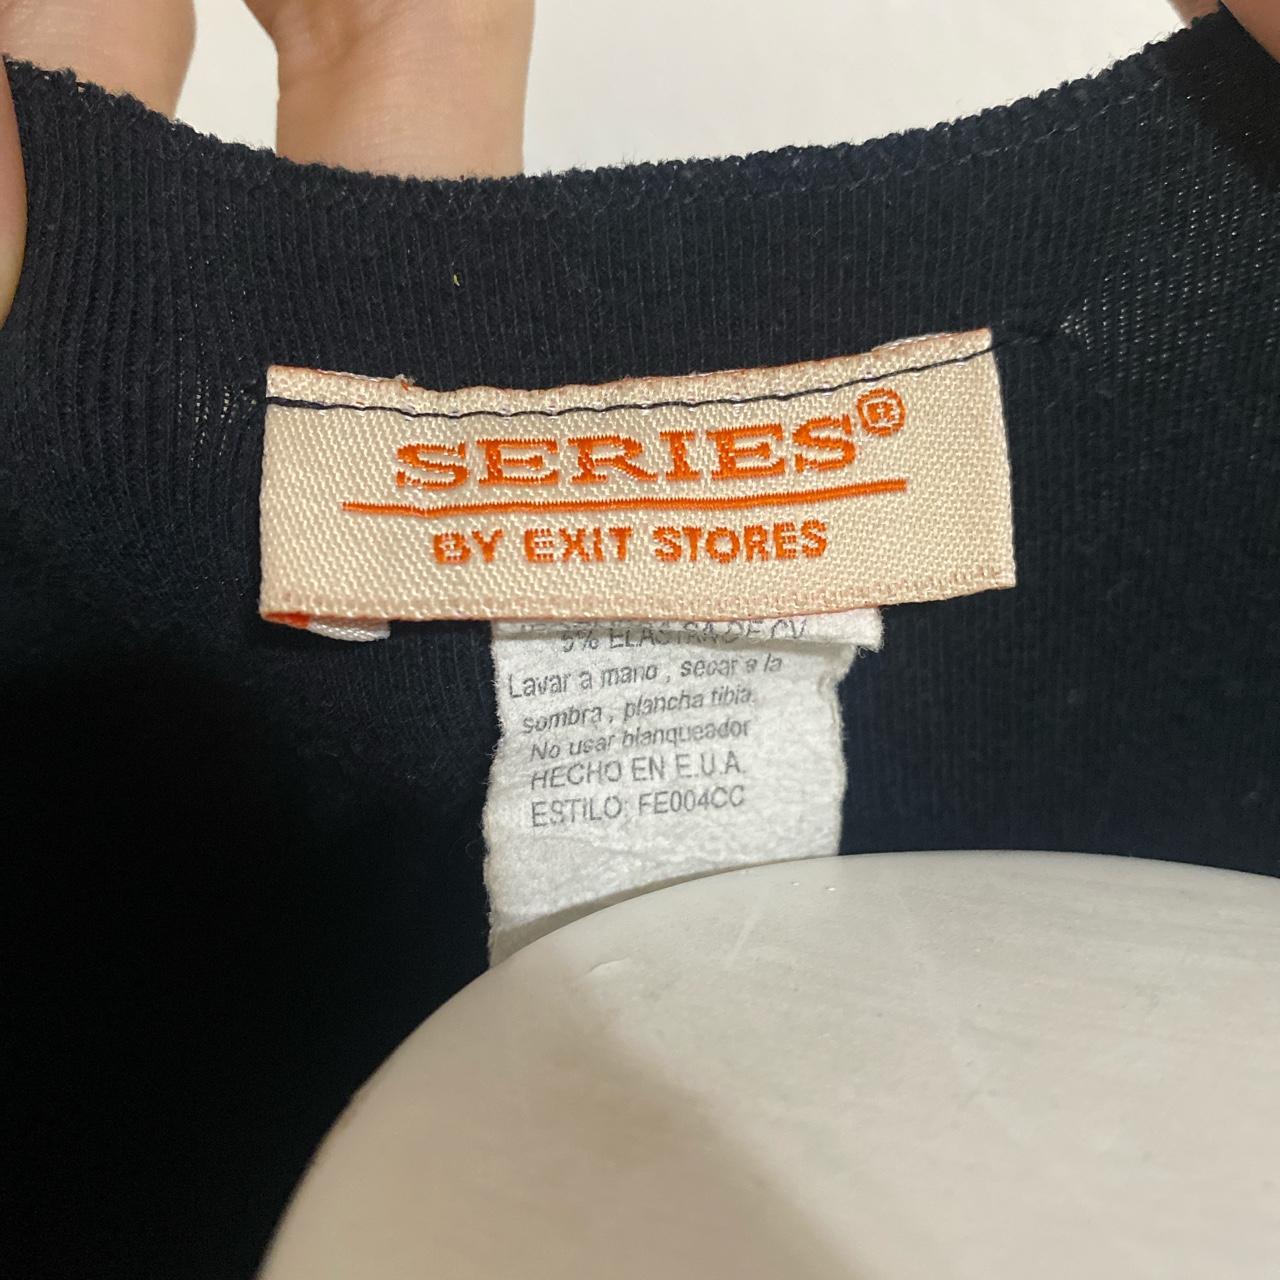 SERIES®
BY EXIT STORES
5% ELASTRA DE CV
Lavar a mano , secar a la
sombra , plancha tibia.
No usar blanqueador
HECHO EN E.U.A.
ESTILO: FE004CC